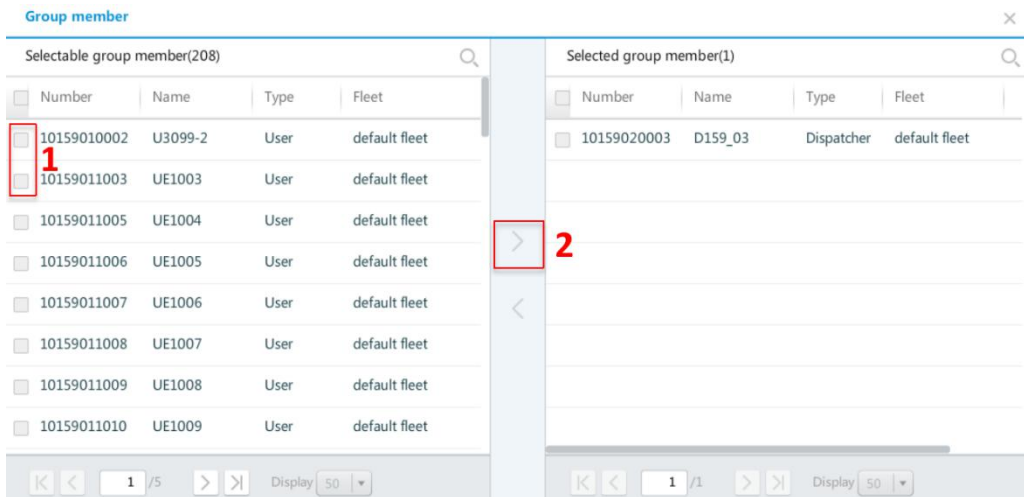 Group member
Selectable group member(208)
Number Name Type Fleet
10159010002 U3099-2 User default fleet
10159011003 UE1003 User default fleet
10159011005 UE1004 User default fleet
10159011006 UE1005 User default fleet
10159011007 UE1006 User default fleet
10159011008 UE1007 User default fleet
10159011009 UE1008 User default fleet
10159011010 UE1009 User default fleet
1 /5 Display 50
1
2
Selected group member(1)
Number Name Type Fleet
10159020003 D159_03 Dispatcher default fleet
1 /1 Display 50